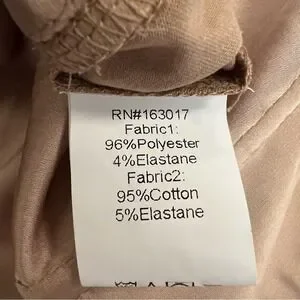 RN#163017
Fabric1:
96%Polyester
4%Elastane
Fabric2:
95%Cotton
5%Elastane